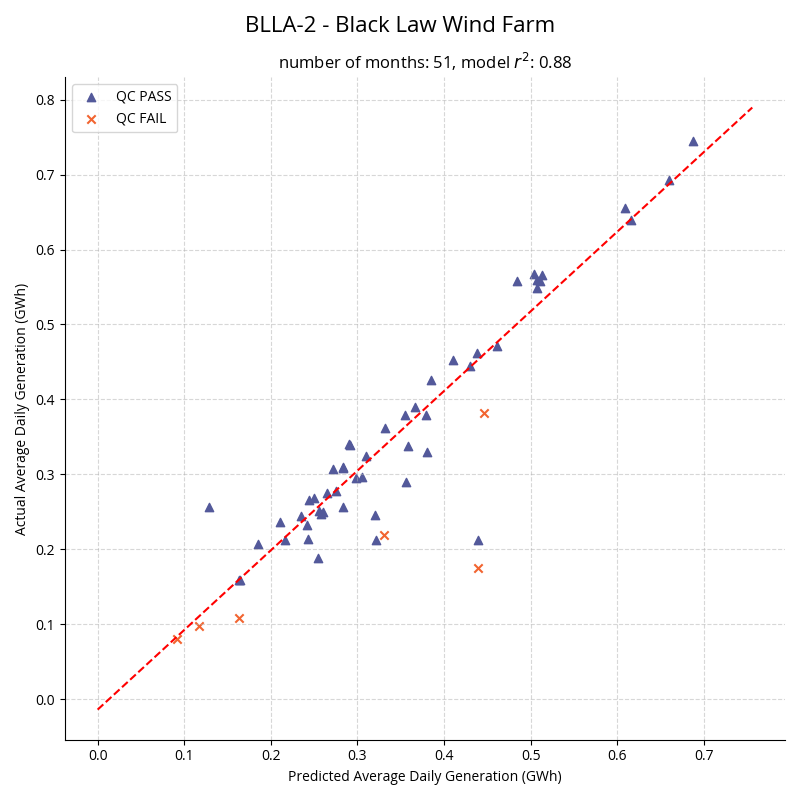 BLLA-2 - Black Law Wind Farm
number of months: 51, model r²: 0.88
QC PASS
QC FAIL
0.8
0.7
0.6
0.5
0.4
0.3
0.2
0.1
0.0
Actual Average Daily Generation (GWh)
0.0 0.1 0.2 0.3 0.4 0.5 0.6 0.7
Predicted Average Daily Generation (GWh)